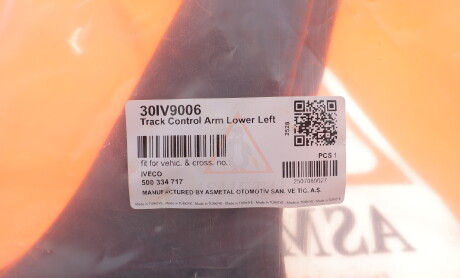 30IV9006
Track Control Arm Lower Left
2528
fit for vehic. & cross. no.
PCS 1
IVECO
500 334 717
MANUFACTURED BY ASMETAL OTOMOTIV SAN. VE TIC. A.S.
ASM